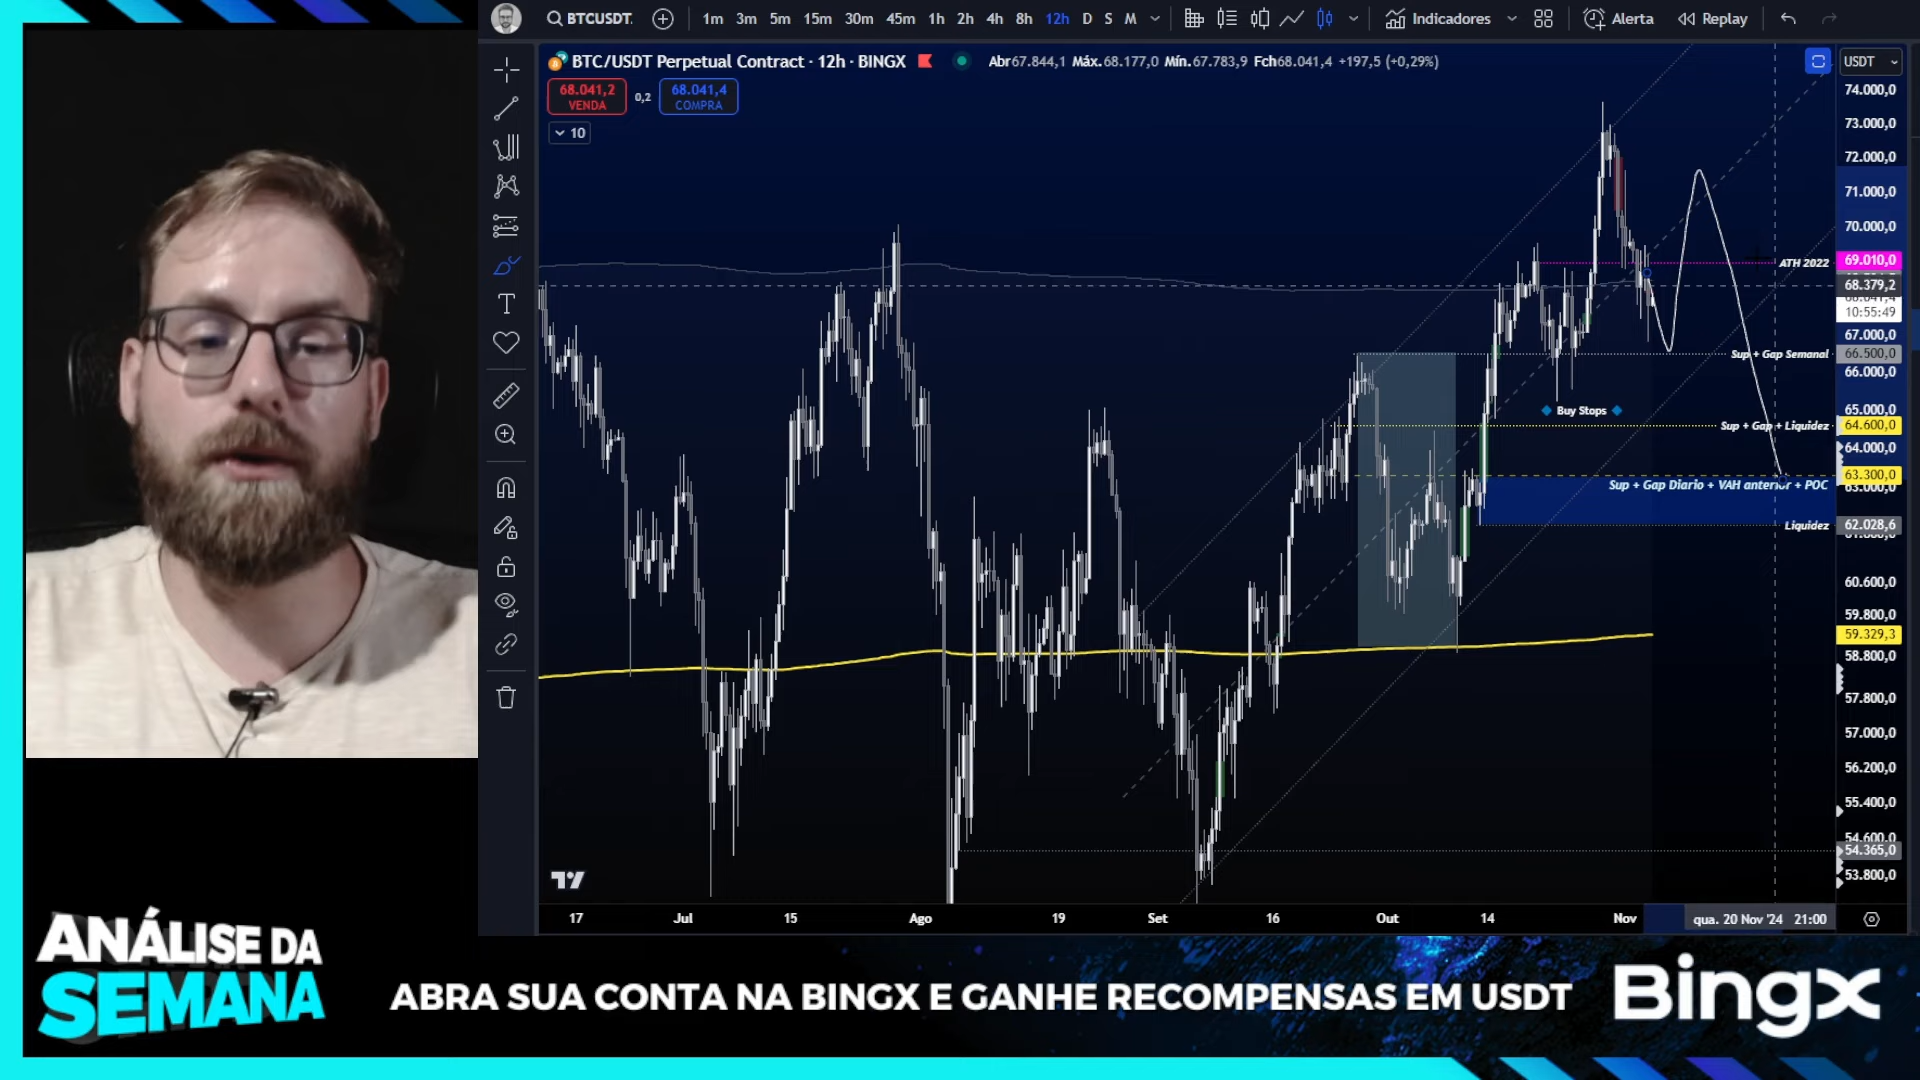 BTCUSDT
1m 3m 5m 15m 30m 45m 1h 2h 4h 8h 12h D S M
Indicadores
Alerta
Replay
BTC/USDT Perpetual Contract · 12h · BINGX
Abr67.844,1 Máx.68.177,0 Mín.67.783,9 Fch68.041,4 +197,5 (+0,29%)
USDT
68.041,2
VENDA
0,2
68.041,4
COMPRA
10
74.000,0
73.000,0
72.000,0
71.000,0
70.000,0
ATH 2022
69.010,0
68.379,2
10:55:49
67.000,0
Sup + Gap Semanal
66.500,0
66.000,0
65.000,0
Buy Stops
Sup + Gap + Liquidez
64.600,0
64.000,0
63.300,0
Sup + Gap Diario + VAH anterior + POC
63.000,0
Liquidez
62.028,6
60.600,0
59.800,0
59.329,3
58.800,0
57.800,0
57.000,0
56.200,0
55.400,0
54.600,0
54.365,0
53.800,0
17 Jul 15 Ago 19 Set 16 Out 14 Nov
qua. 20 Nov '24 21:00
ANÁLISE DA
SEMANA
ABRA SUA CONTA NA BINGX E GANHE RECOMPENSAS EM USDT
BingX